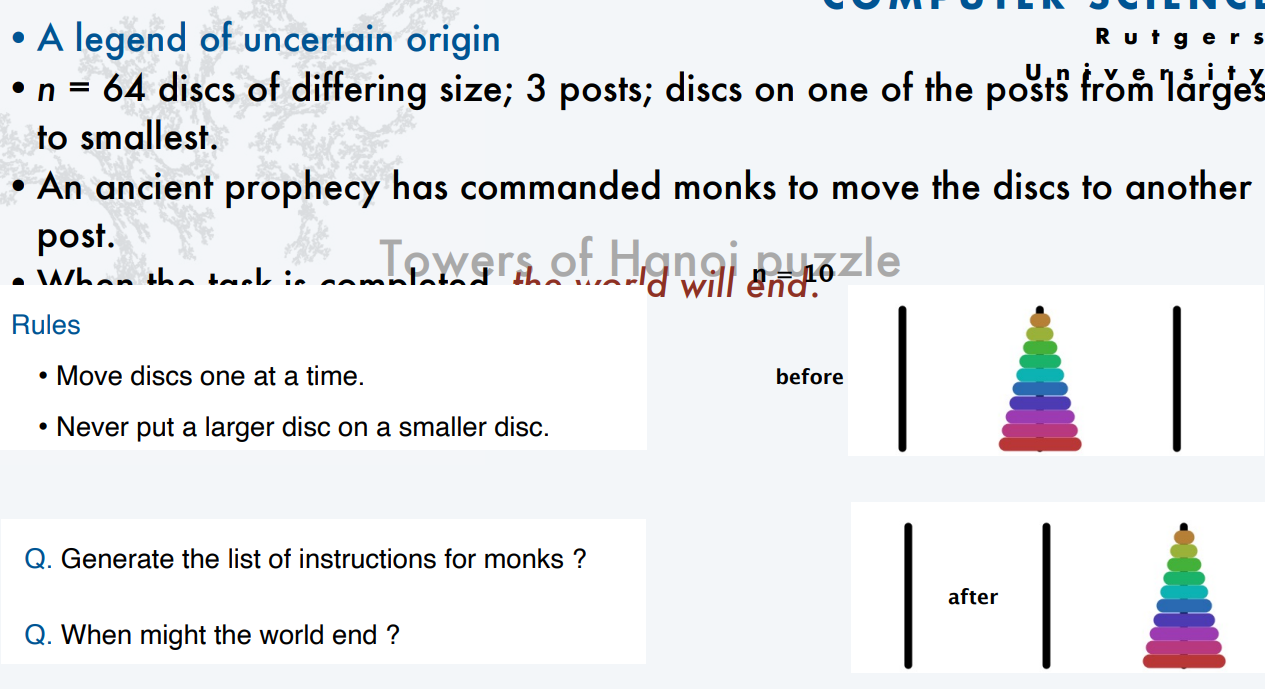 COMPUTER SCIENCE
Rutgers
University
• A legend of uncertain origin
• n = 64 discs of differing size; 3 posts; discs on one of the posts from larges
to smallest.
• An ancient prophecy has commanded monks to move the discs to another
post.
Towers of Hanoi puzzle
• When the task is completed, the world will end.
n = 10
Rules
• Move discs one at a time.
• Never put a larger disc on a smaller disc.
before
Q. Generate the list of instructions for monks ?
after
Q. When might the world end ?